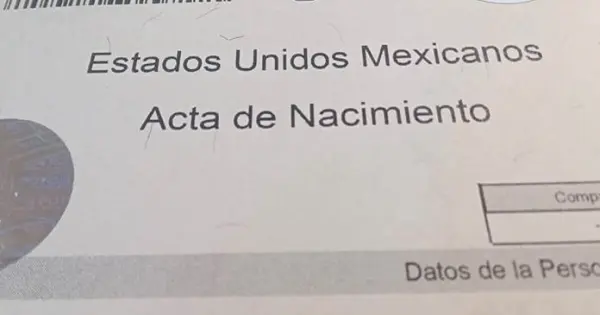 Estados Unidos Mexicanos
Acta de Nacimiento
Datos de la